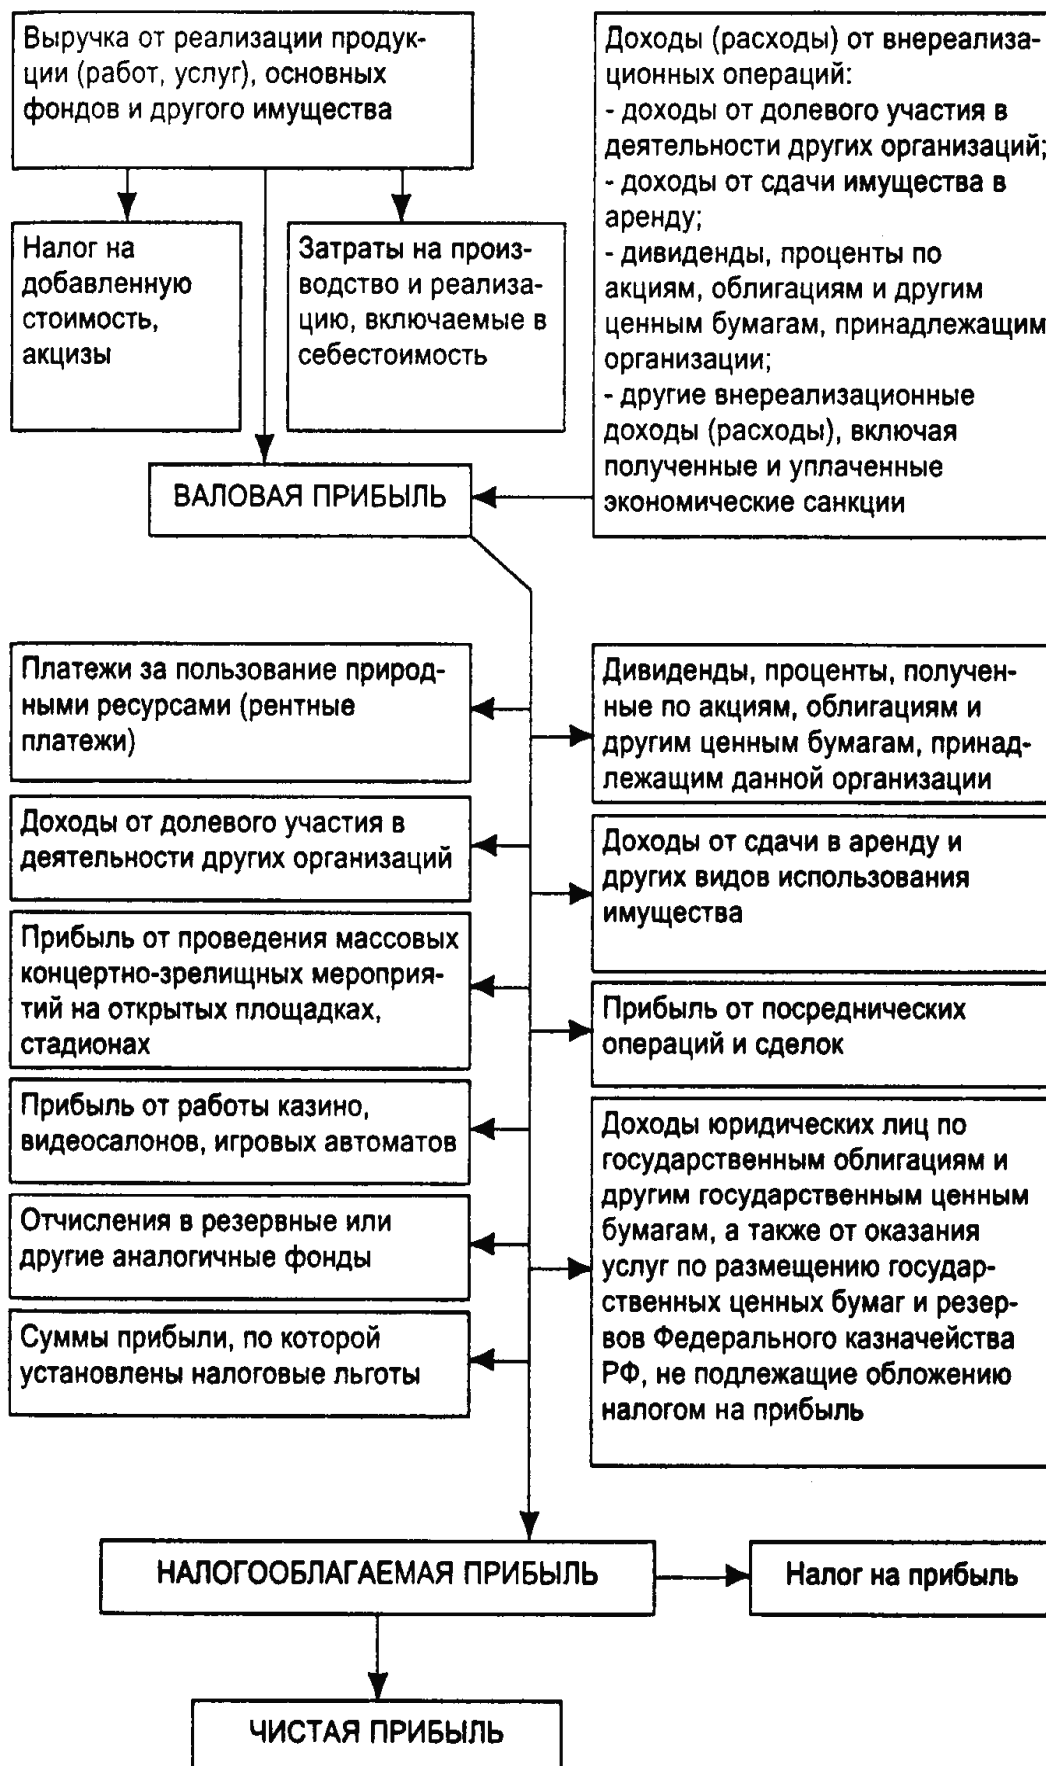 Выручка от реализации продук-
ции (работ, услуг), основных
фондов и другого имущества
Доходы (расходы) от внереализа-
ционных операций:
- доходы от долевого участия в
деятельности других организаций;
- доходы от сдачи имущества в
аренду;
- дивиденды, проценты по
акциям, облигациям и другим
ценным бумагам, принадлежащим
организации;
- другие внереализационные
доходы (расходы), включая
полученные и уплаченные
экономические санкции
Налог на
добавленную
стоимость,
акцизы
Затраты на произ-
водство и реализа-
цию, включаемые в
себестоимость
ВАЛОВАЯ ПРИБЫЛЬ
Платежи за пользование природ-
ными ресурсами (рентные
платежи)
Дивиденды, проценты, получен-
ные по акциям, облигациям и
другим ценным бумагам, принад-
лежащим данной организации
Доходы от долевого участия в
деятельности других организаций
Доходы от сдачи в аренду и
других видов использования
имущества
Прибыль от проведения массовых
концертно-зрелищных мероприя-
тий на открытых площадках,
стадионах
Прибыль от посреднических
операций и сделок
Прибыль от работы казино,
видеосалонов, игровых автоматов
Доходы юридических лиц по
государственным облигациям и
другим государственным ценным
бумагам, а также от оказания
услуг по размещению государ-
ственных ценных бумаг и резер-
вов Федерального казначейства
РФ, не подлежащие обложению
налогом на прибыль
Отчисления в резервные или
другие аналогичные фонды
Суммы прибыли, по которой
установлены налоговые льготы
НАЛОГООБЛАГАЕМАЯ ПРИБЫЛЬ
Налог на прибыль
ЧИСТАЯ ПРИБЫЛЬ